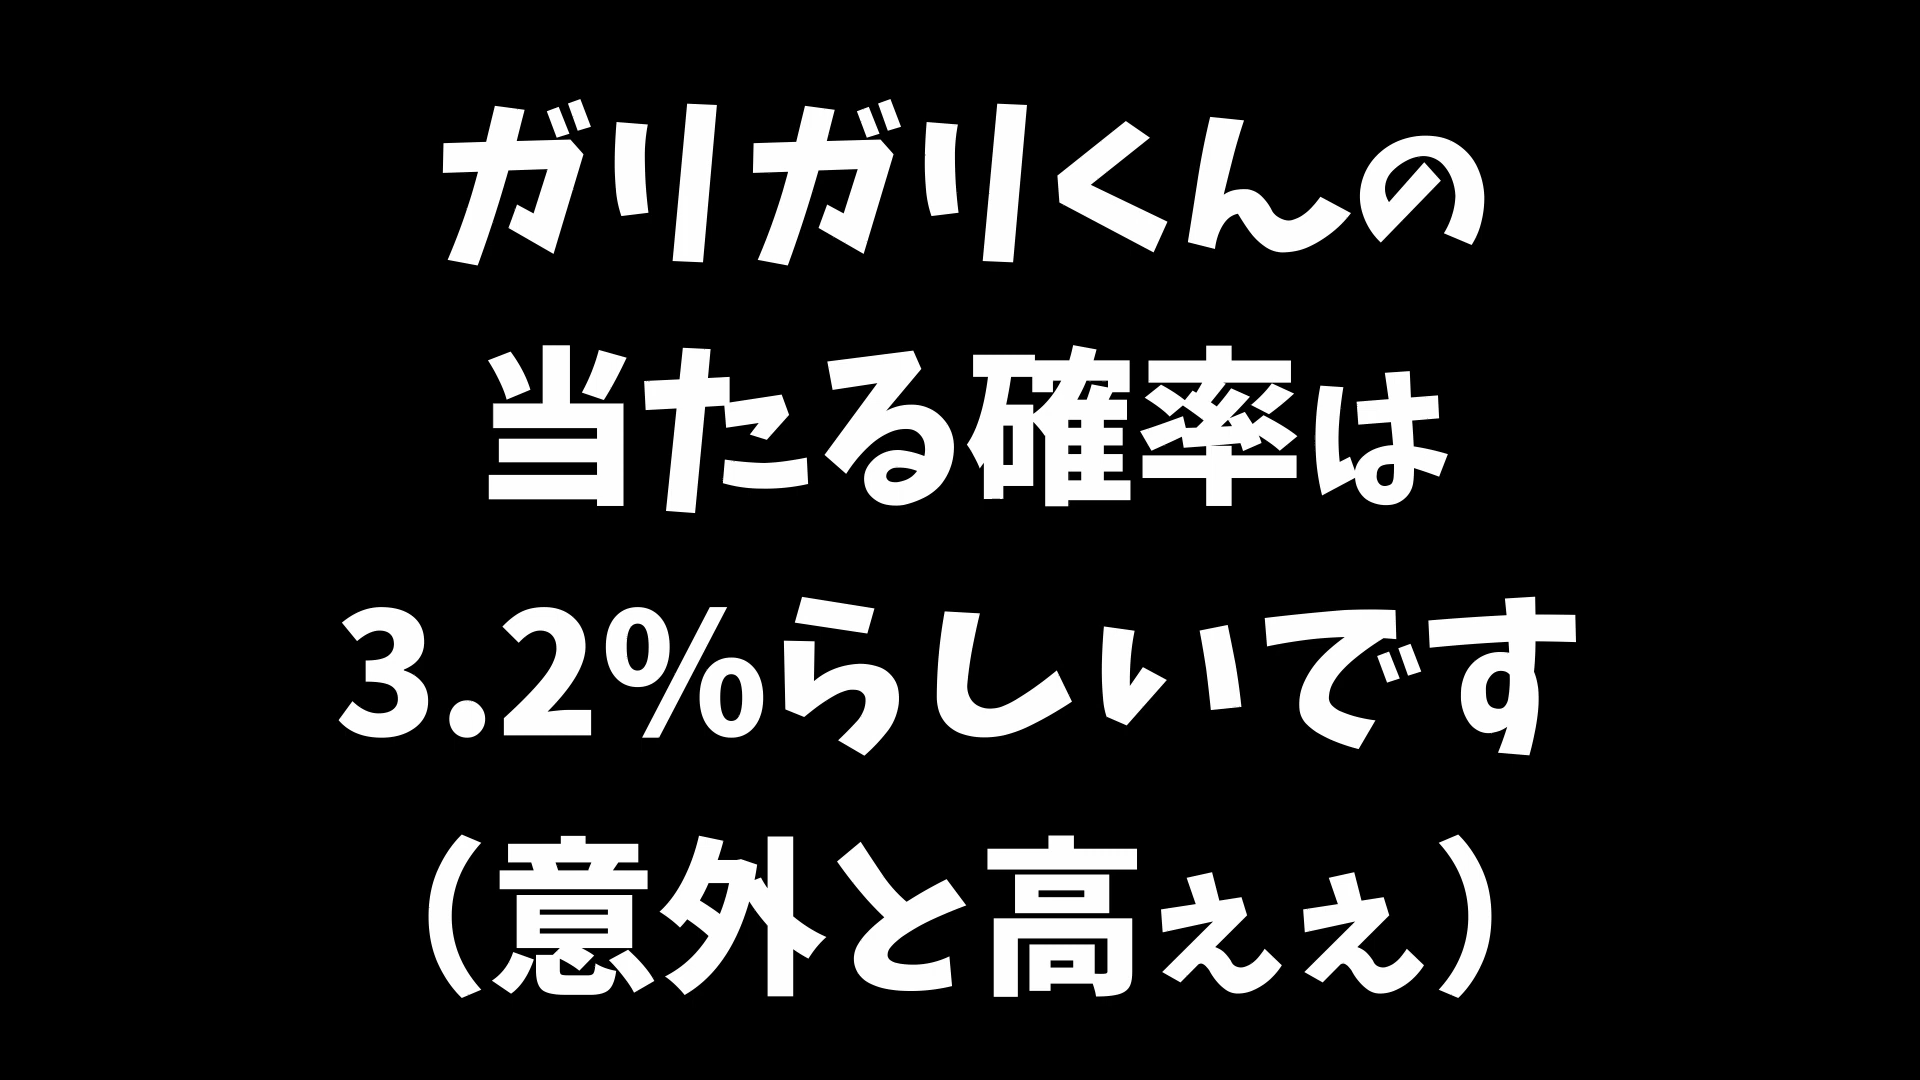 ガリガリくんの
当たる確率は
3.2%らしいです
（意外と高ぇぇ）